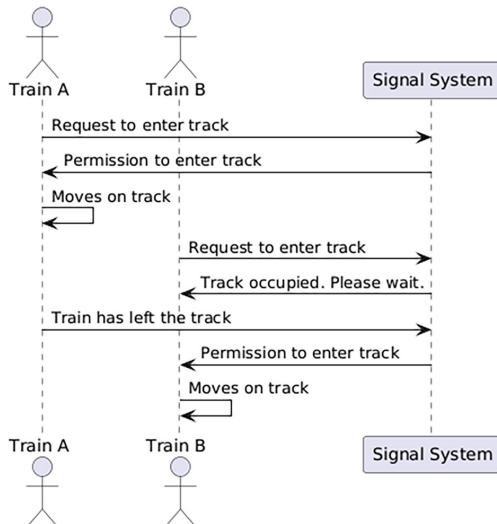 Train A
Train B
Signal System
Request to enter track
Permission to enter track
Moves on track
Request to enter track
Track occupied. Please wait.
Train has left the track
Permission to enter track
Moves on track
Train A
Train B
Signal System